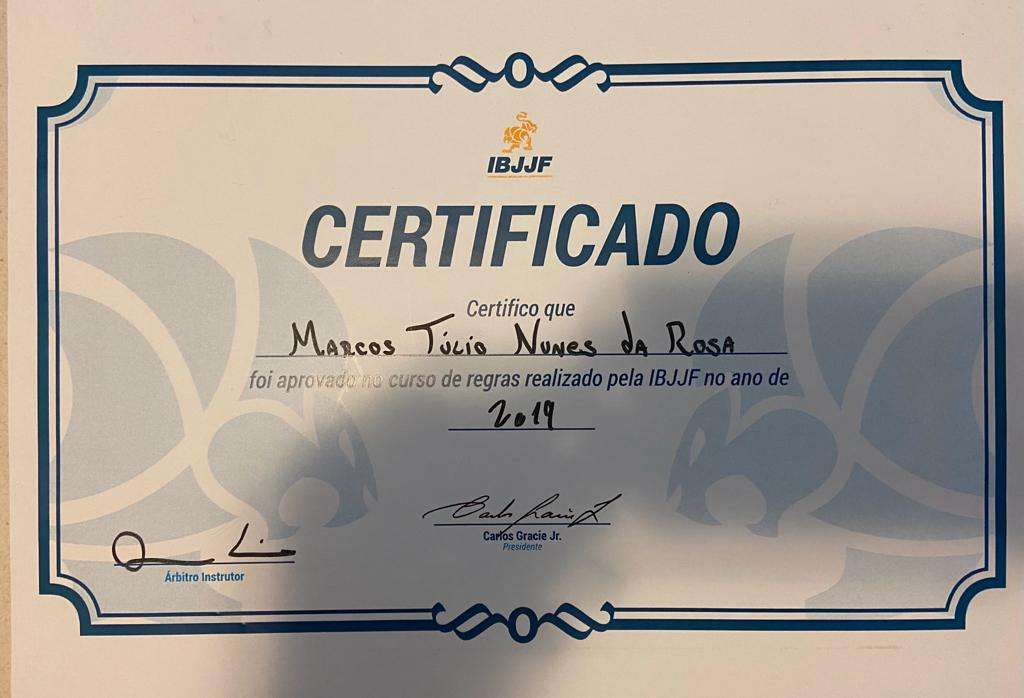 IBJJF
CERTIFICADO
Certifico que
Marcos Túlio Nunes da Rosa
foi aprovado no curso de regras realizado pela IBJJF no ano de
2019
Carlos Gracie Jr.
Presidente
Árbitro Instrutor